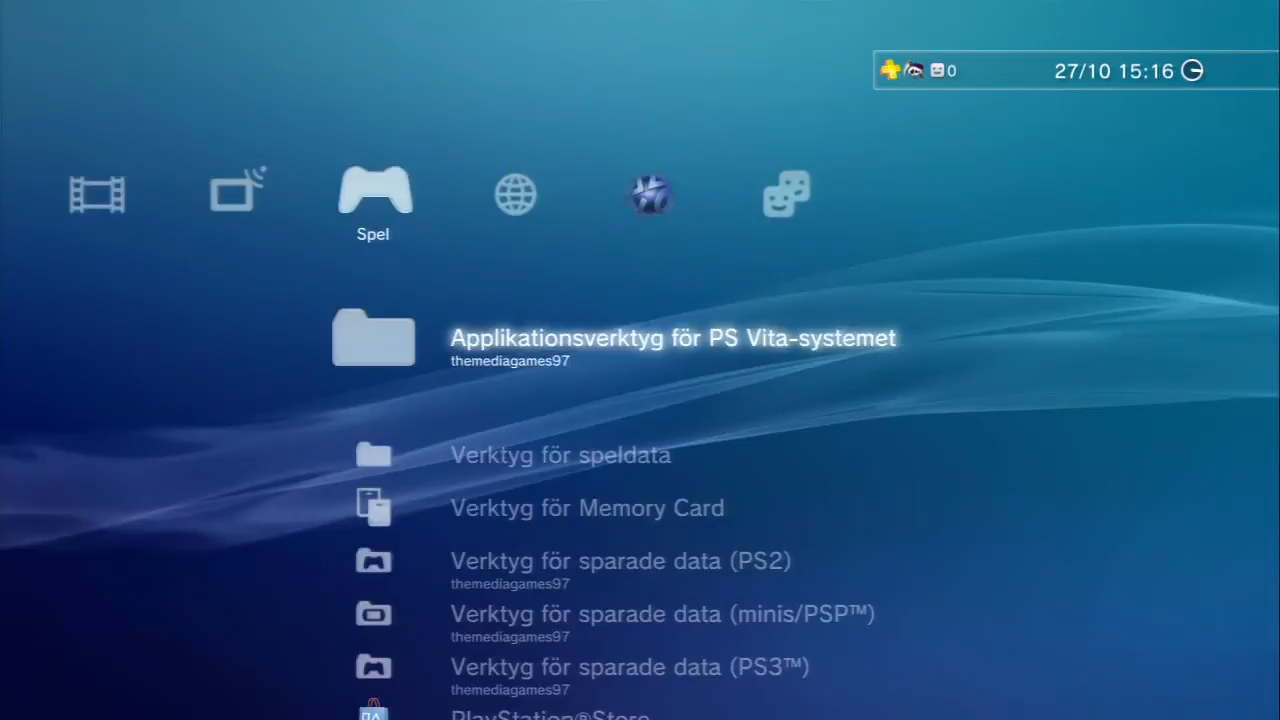 0
27/10 15:16
Spel
Applikationsverktyg för PS Vita-systemet
themediagames97
Verktyg för speldata
Verktyg för Memory Card
Verktyg för sparade data (PS2)
themediagames97
Verktyg för sparade data (minis/PSP™)
themediagames97
Verktyg för sparade data (PS3™)
themediagames97
PlayStation®Store